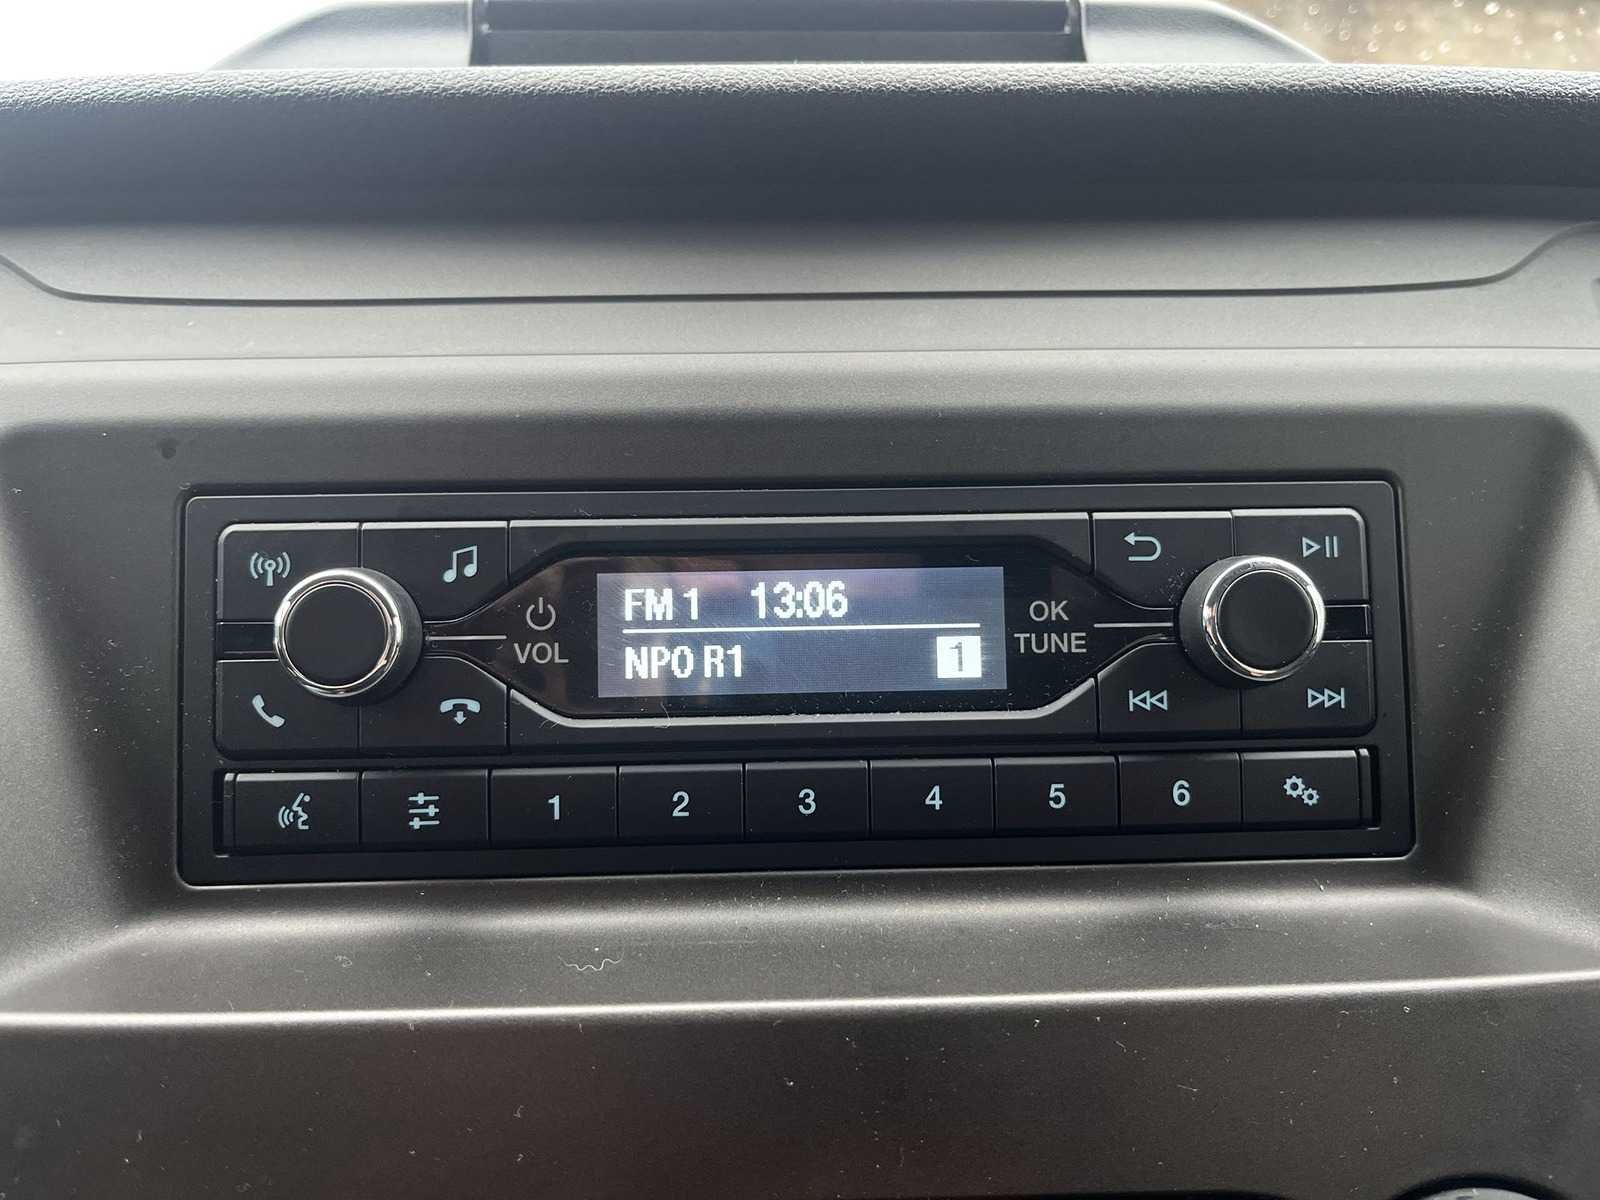 FM 1 13:06
NPO R1 1
VOL
OK
TUNE
1 2 3 4 5 6